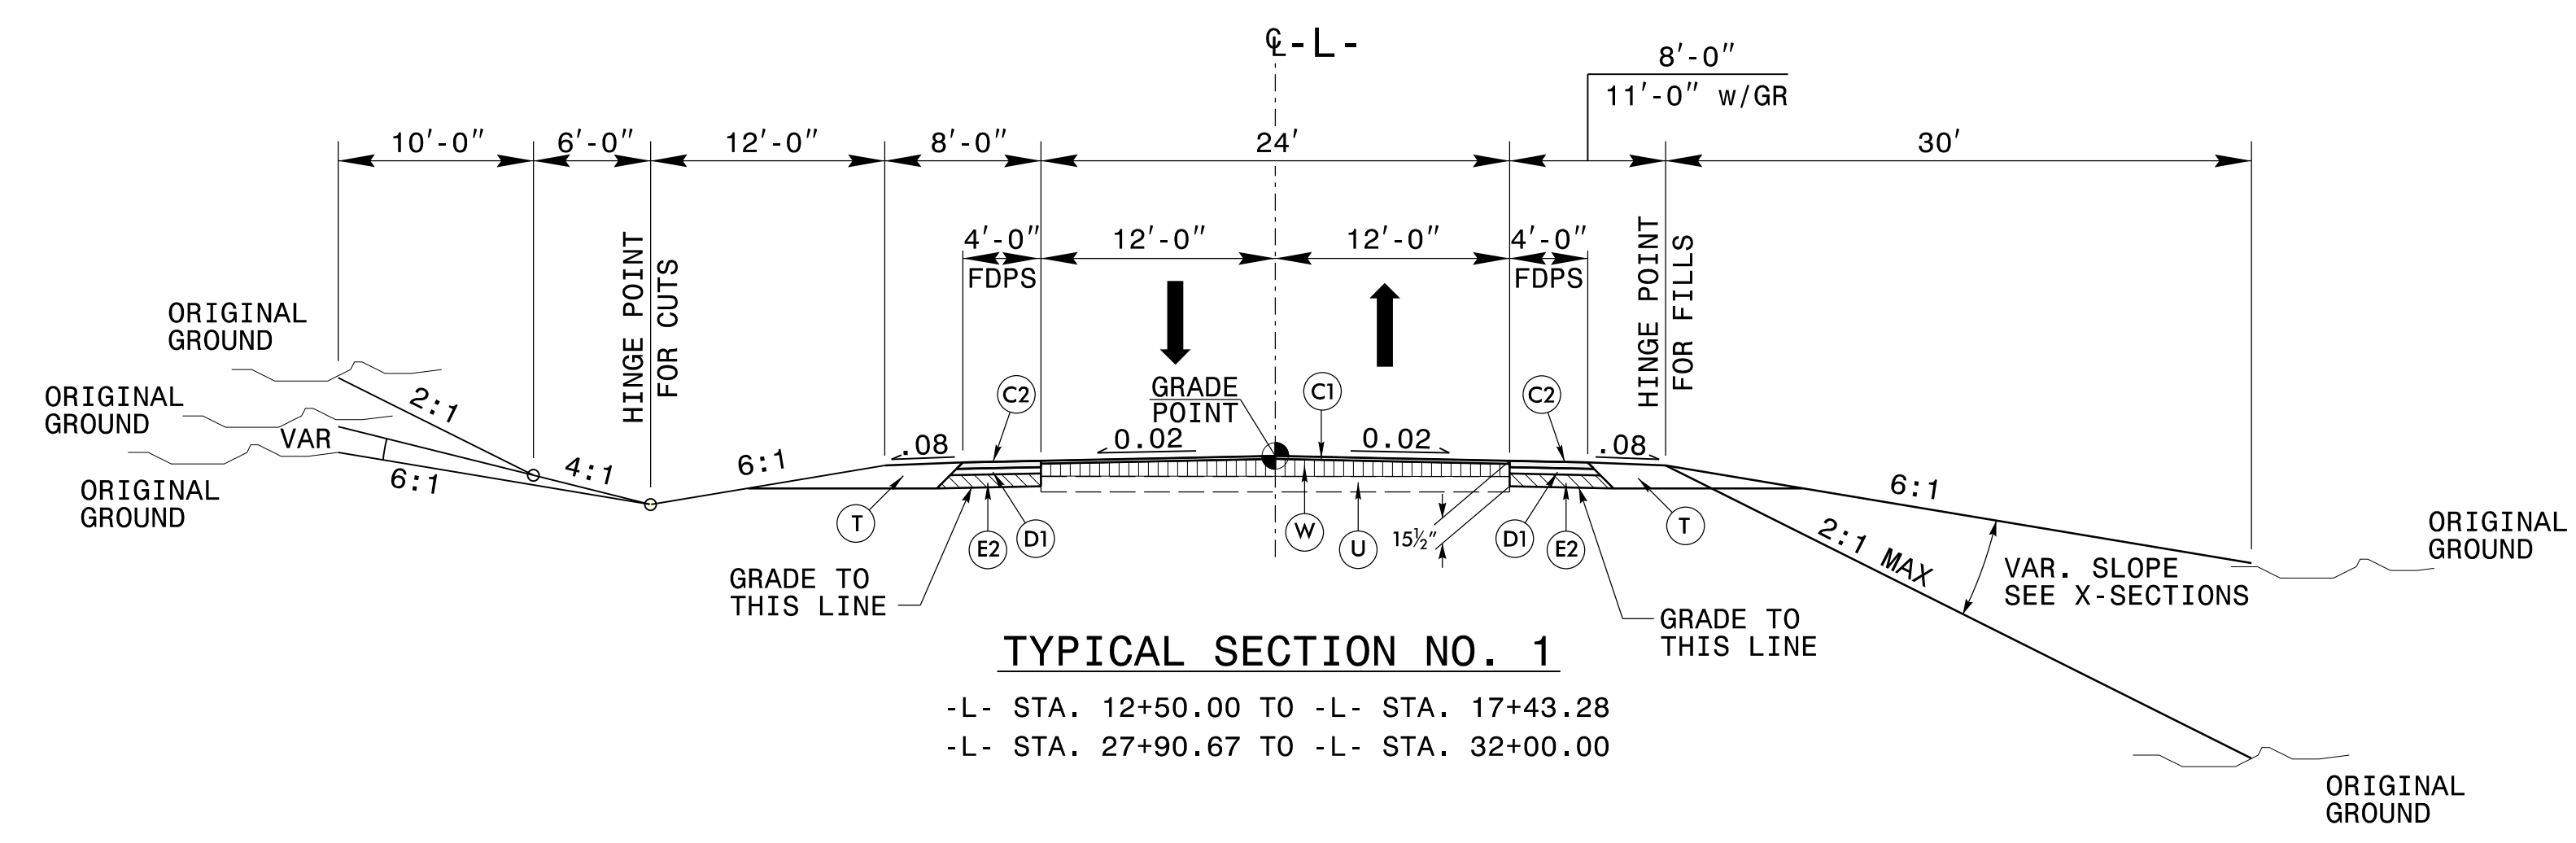 ℄-L-
8'-0"
11'-0" w/GR
10'-0"
6'-0"
12'-0"
8'-0"
24'
30'
4'-0"
FDPS
12'-0"
12'-0"
4'-0"
FDPS
HINGE POINT
FOR CUTS
HINGE POINT
FOR FILLS
ORIGINAL
GROUND
ORIGINAL
GROUND
ORIGINAL
GROUND
2:1
VAR
6:1
4:1
6:1
.08
C2
GRADE
POINT
0.02
C1
0.02
C2
.08
T
E2
D1
W
U
15½"
D1
E2
T
6:1
2:1 MAX
VAR. SLOPE
SEE X-SECTIONS
ORIGINAL
GROUND
ORIGINAL
GROUND
GRADE TO
THIS LINE
GRADE TO
THIS LINE
TYPICAL SECTION NO. 1
-L- STA. 12+50.00 TO -L- STA. 17+43.28
-L- STA. 27+90.67 TO -L- STA. 32+00.00